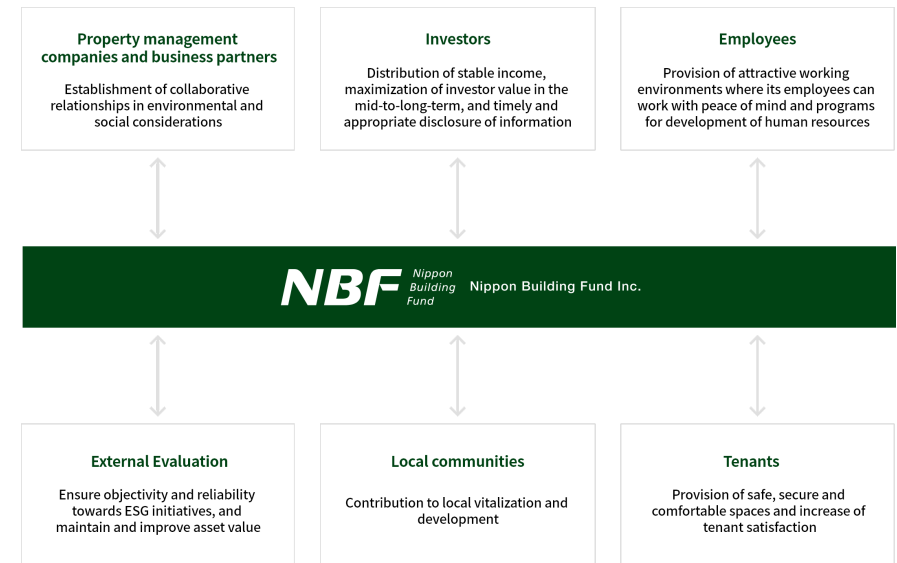 Property management
companies and business partners
Establishment of collaborative
relationships in environmental and
social considerations
Investors
Distribution of stable income,
maximization of investor value in the
mid-to-long-term, and timely and
appropriate disclosure of information
Employees
Provision of attractive working
environments where its employees can
work with peace of mind and programs
for development of human resources
NBF
Nippon
Building
Fund
Nippon Building Fund Inc.
External Evaluation
Ensure objectivity and reliability
towards ESG initiatives, and
maintain and improve asset value
Local communities
Contribution to local vitalization and
development
Tenants
Provision of safe, secure and
comfortable spaces and increase of
tenant satisfaction